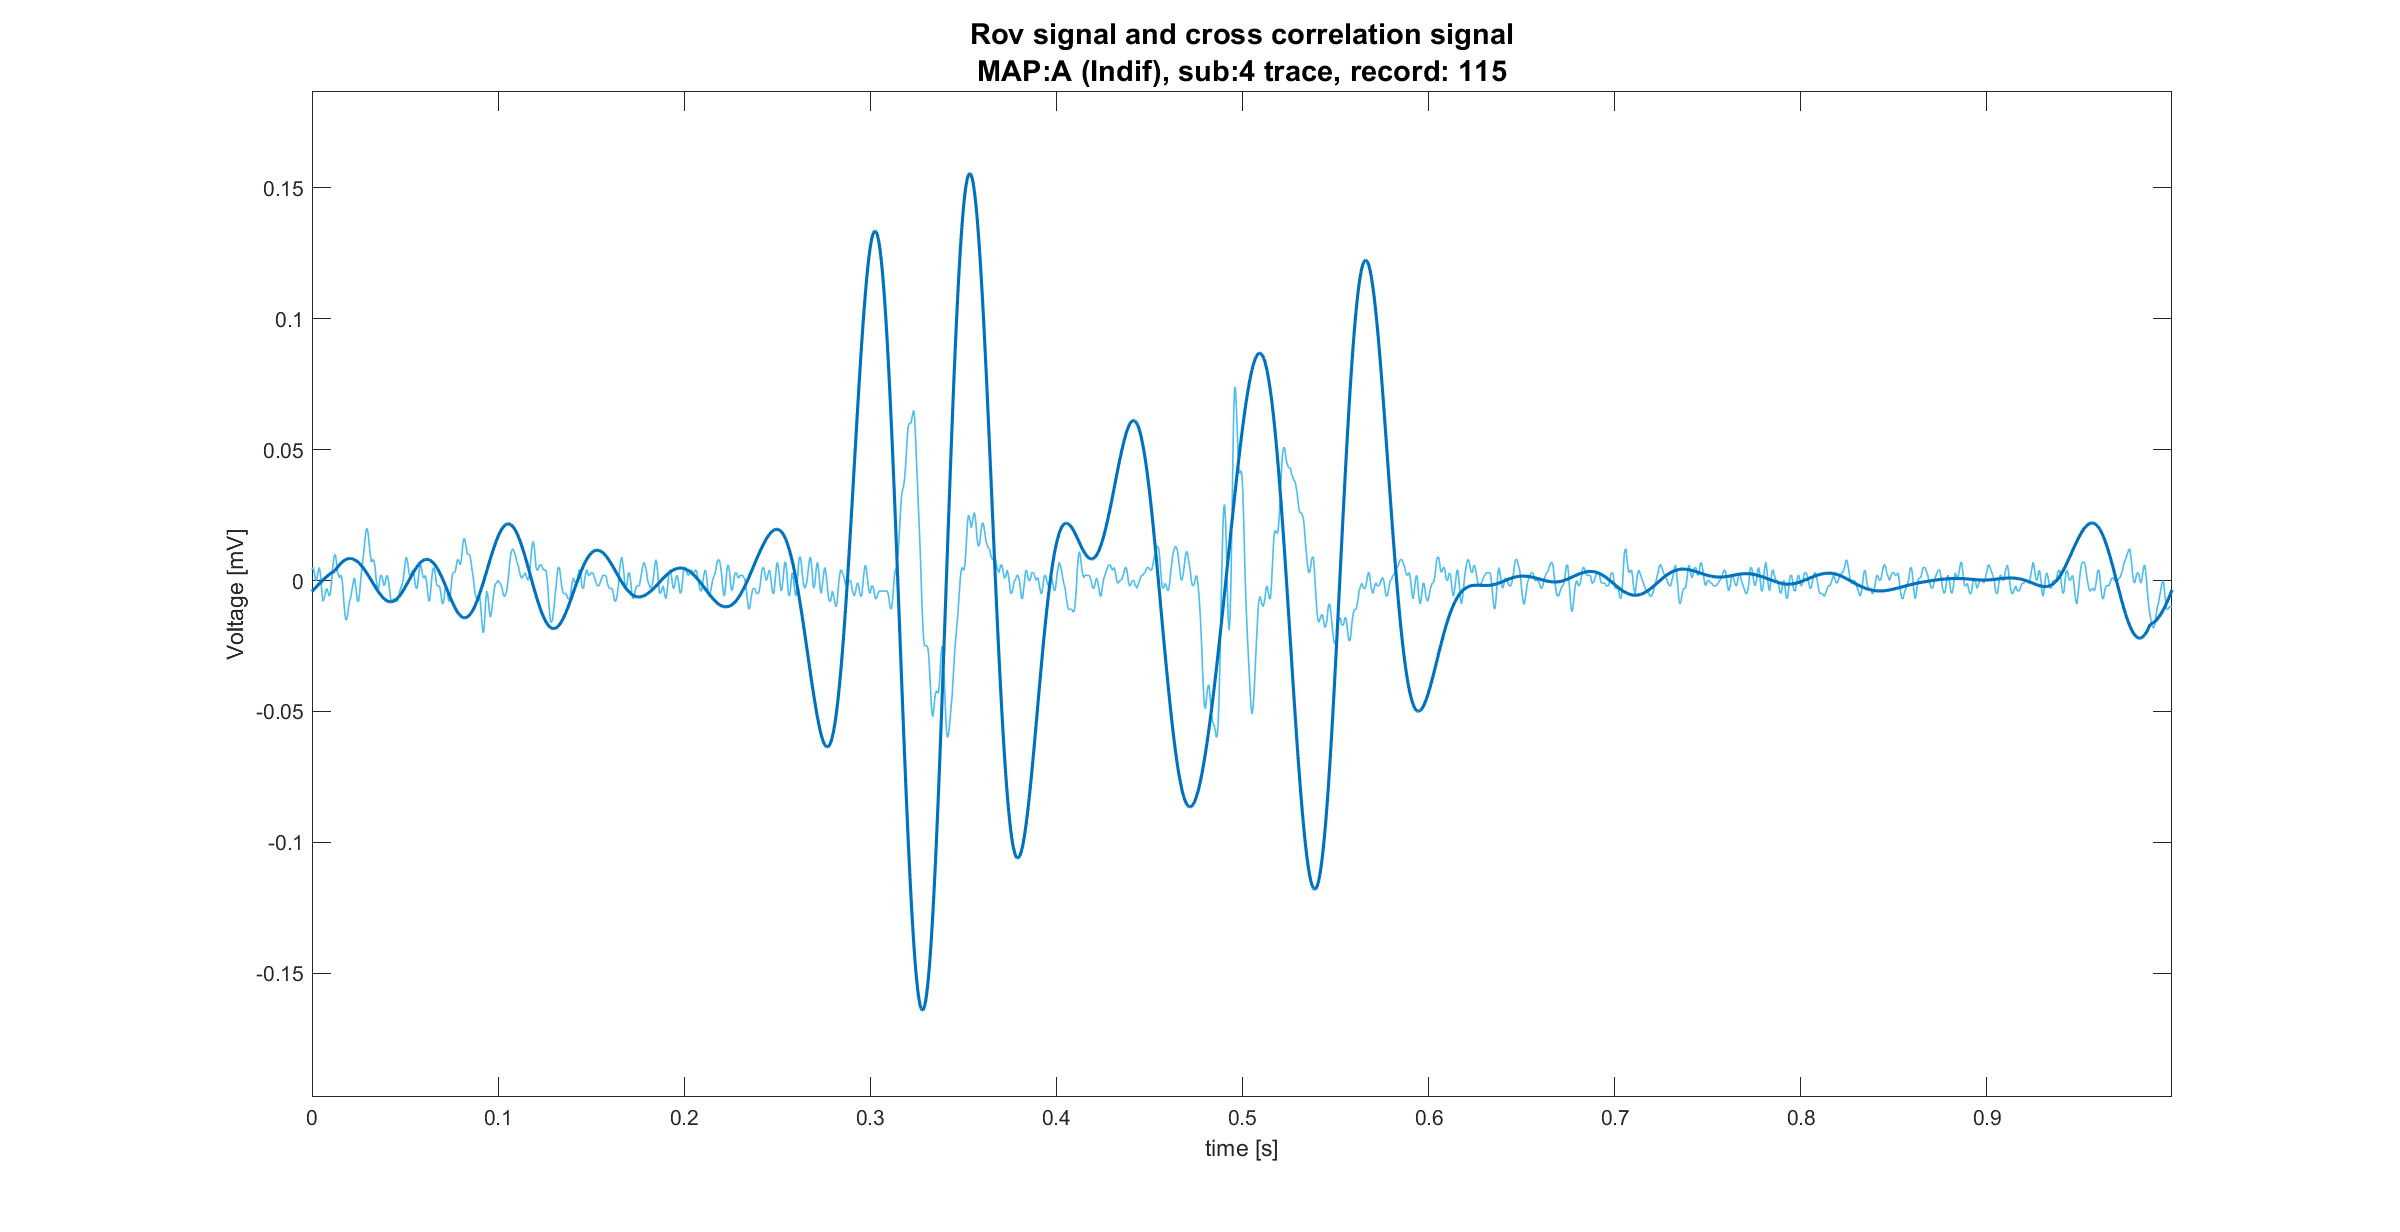 Rov signal and cross correlation signal
MAP:A (Indif), sub:4 trace, record: 115
0.15
0.1
0.05
0
-0.05
-0.1
-0.15
Voltage [mV]
0 0.1 0.2 0.3 0.4 0.5 0.6 0.7 0.8 0.9
time [s]